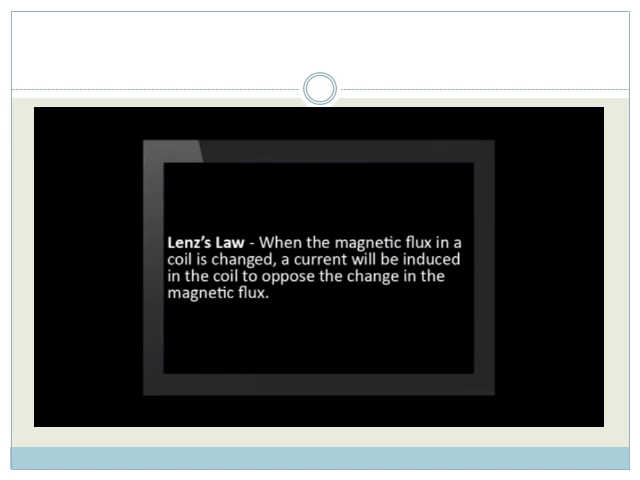 Lenz's Law - When the magnetic flux in a
coil is changed, a current will be induced
in the coil to oppose the change in the
magnetic flux.